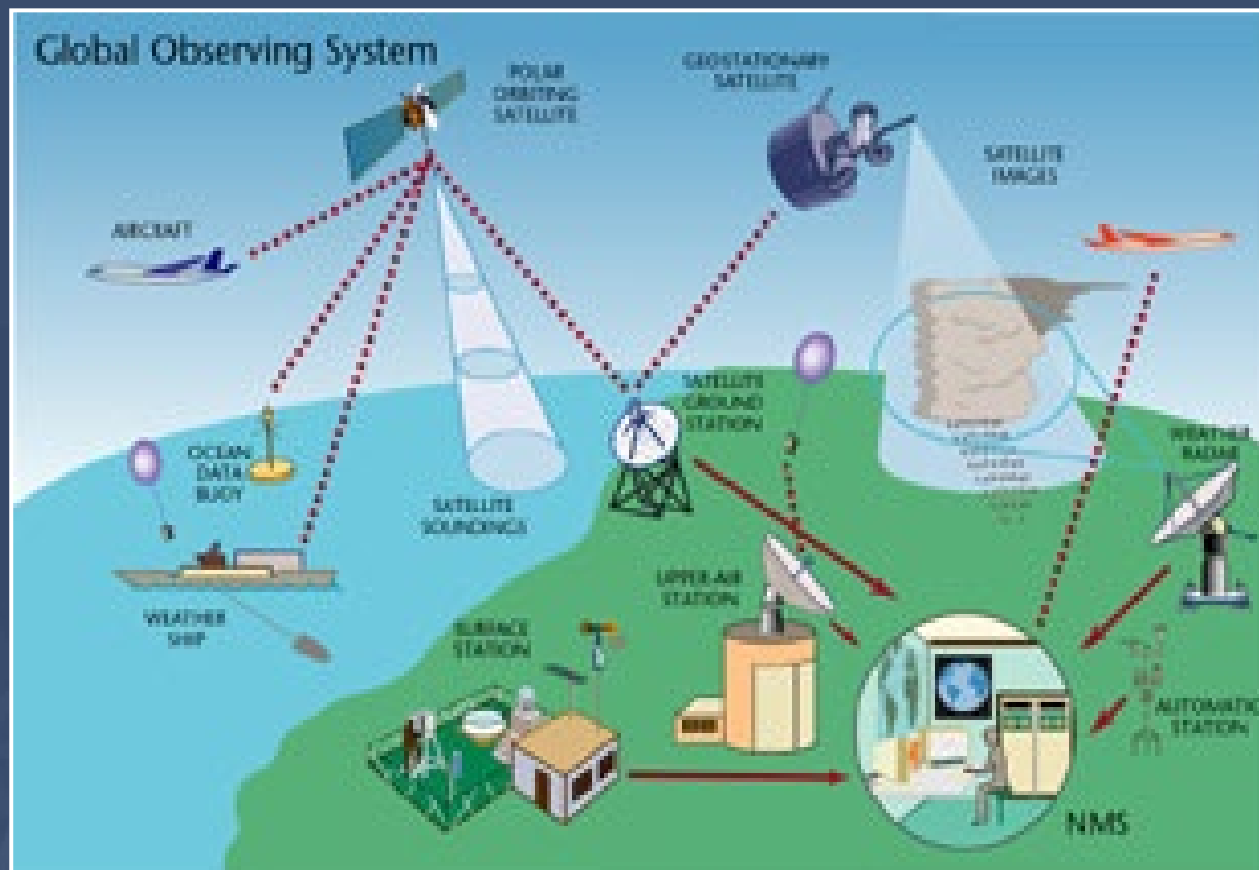 Global Observing System
POLAR
ORBITING
SATELLITE
GEOSTATIONARY
SATELLITE
SATELLITE
IMAGES
AIRCRAFT
OCEAN
DATA
BUOY
SATELLITE
SOUNDINGS
SATELLITE
GROUND
STATION
WEATHER
RADAR
WEATHER
SHIP
UPPER-AIR
STATION
SURFACE
STATION
AUTOMATIC
STATION
NMS